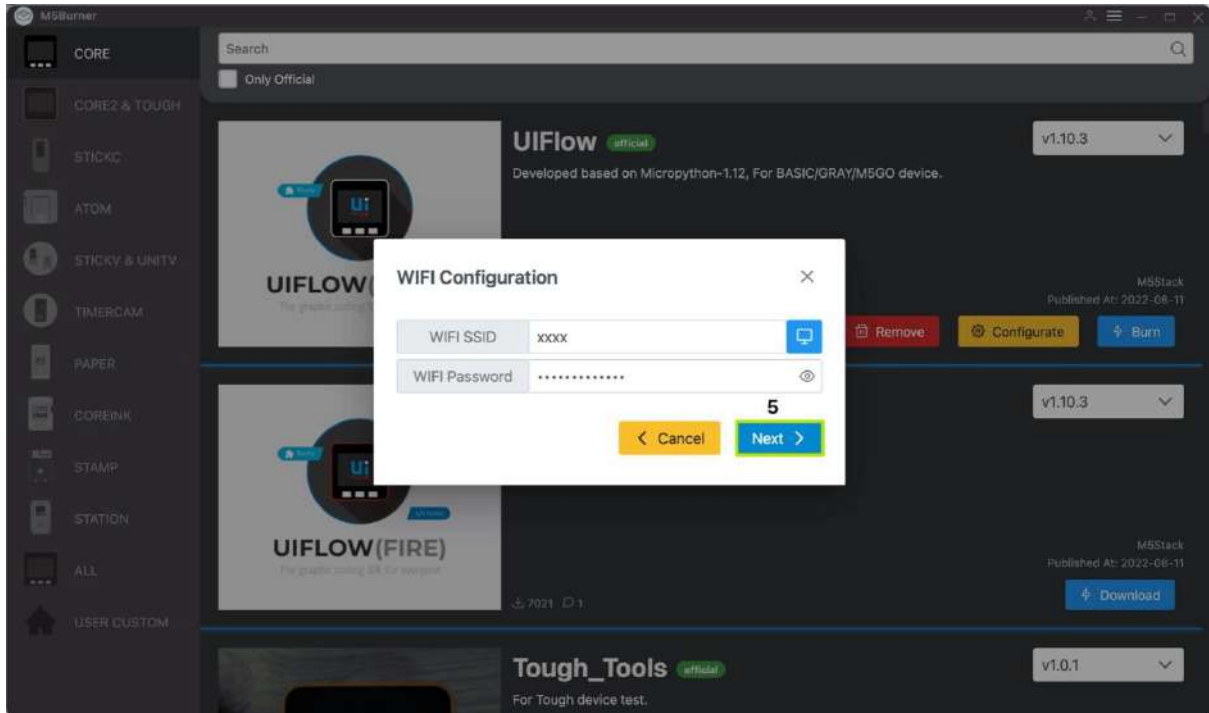 M5Burner
CORE
Search
Only Official
CORE2 & TOUGH
STICKC
ATOM
STICKV & UNITV
TIMERCAM
PAPER
COREINK
STAMP
STATION
ALL
USER CUSTOM
UIFlow official
v1.10.3
Developed based on Micropython-1.12, For BASIC/GRAY/M5GO device.
Ui
UIFLOW(
M5Stack
Published At: 2022-08-11
Remove
Configurate
Burn
WIFI Configuration
WIFI SSID xxxx
WIFI Password •••••••••••••
5
Cancel
Next
v1.10.3
Ui
UIFLOW(FIRE)
M5Stack
Published At: 2022-08-11
7021 1
Download
Tough_Tools official
v1.0.1
For Tough device test.